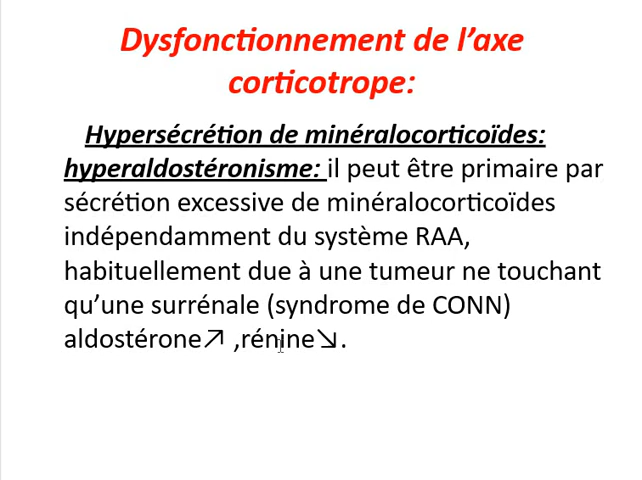 Dysfonctionnement de l’axe
corticotrope:
Hypersécrétion de minéralocorticoïdes:
hyperaldostéronisme: il peut être primaire par
sécrétion excessive de minéralocorticoïdes
indépendamment du système RAA,
habituellement due à une tumeur ne touchant
qu’une surrénale (syndrome de CONN)
aldostérone↗ ,rénine↘.